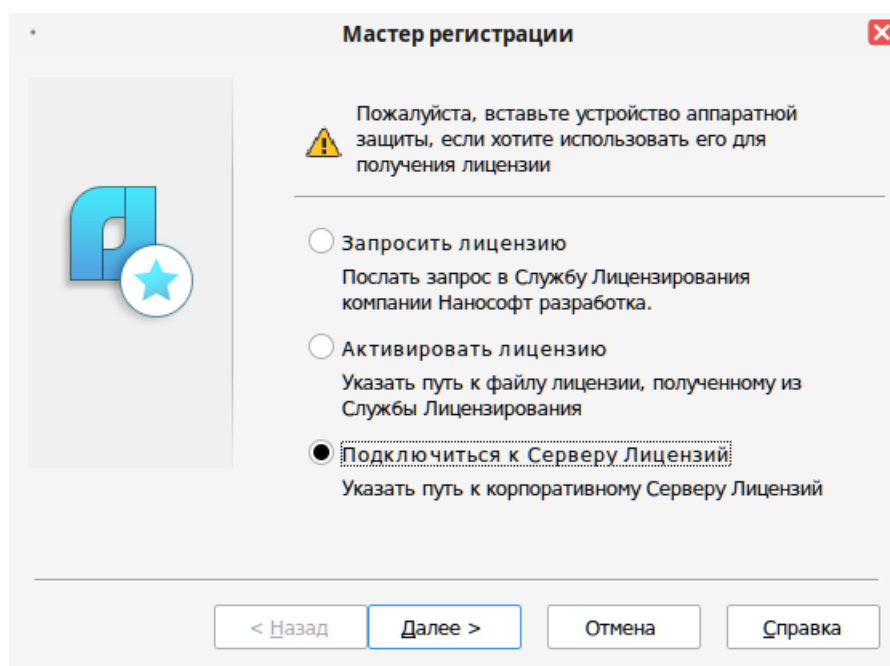 Мастер регистрации
Пожалуйста, вставьте устройство аппаратной
защиты, если хотите использовать его для
получения лицензии
Запросить лицензию
Послать запрос в Службу Лицензирования
компании Нанософт разработка.
Активировать лицензию
Указать путь к файлу лицензии, полученному из
Службы Лицензирования
Подключиться к Серверу Лицензий
Указать путь к корпоративному Серверу Лицензий
< Назад Далее > Отмена Справка